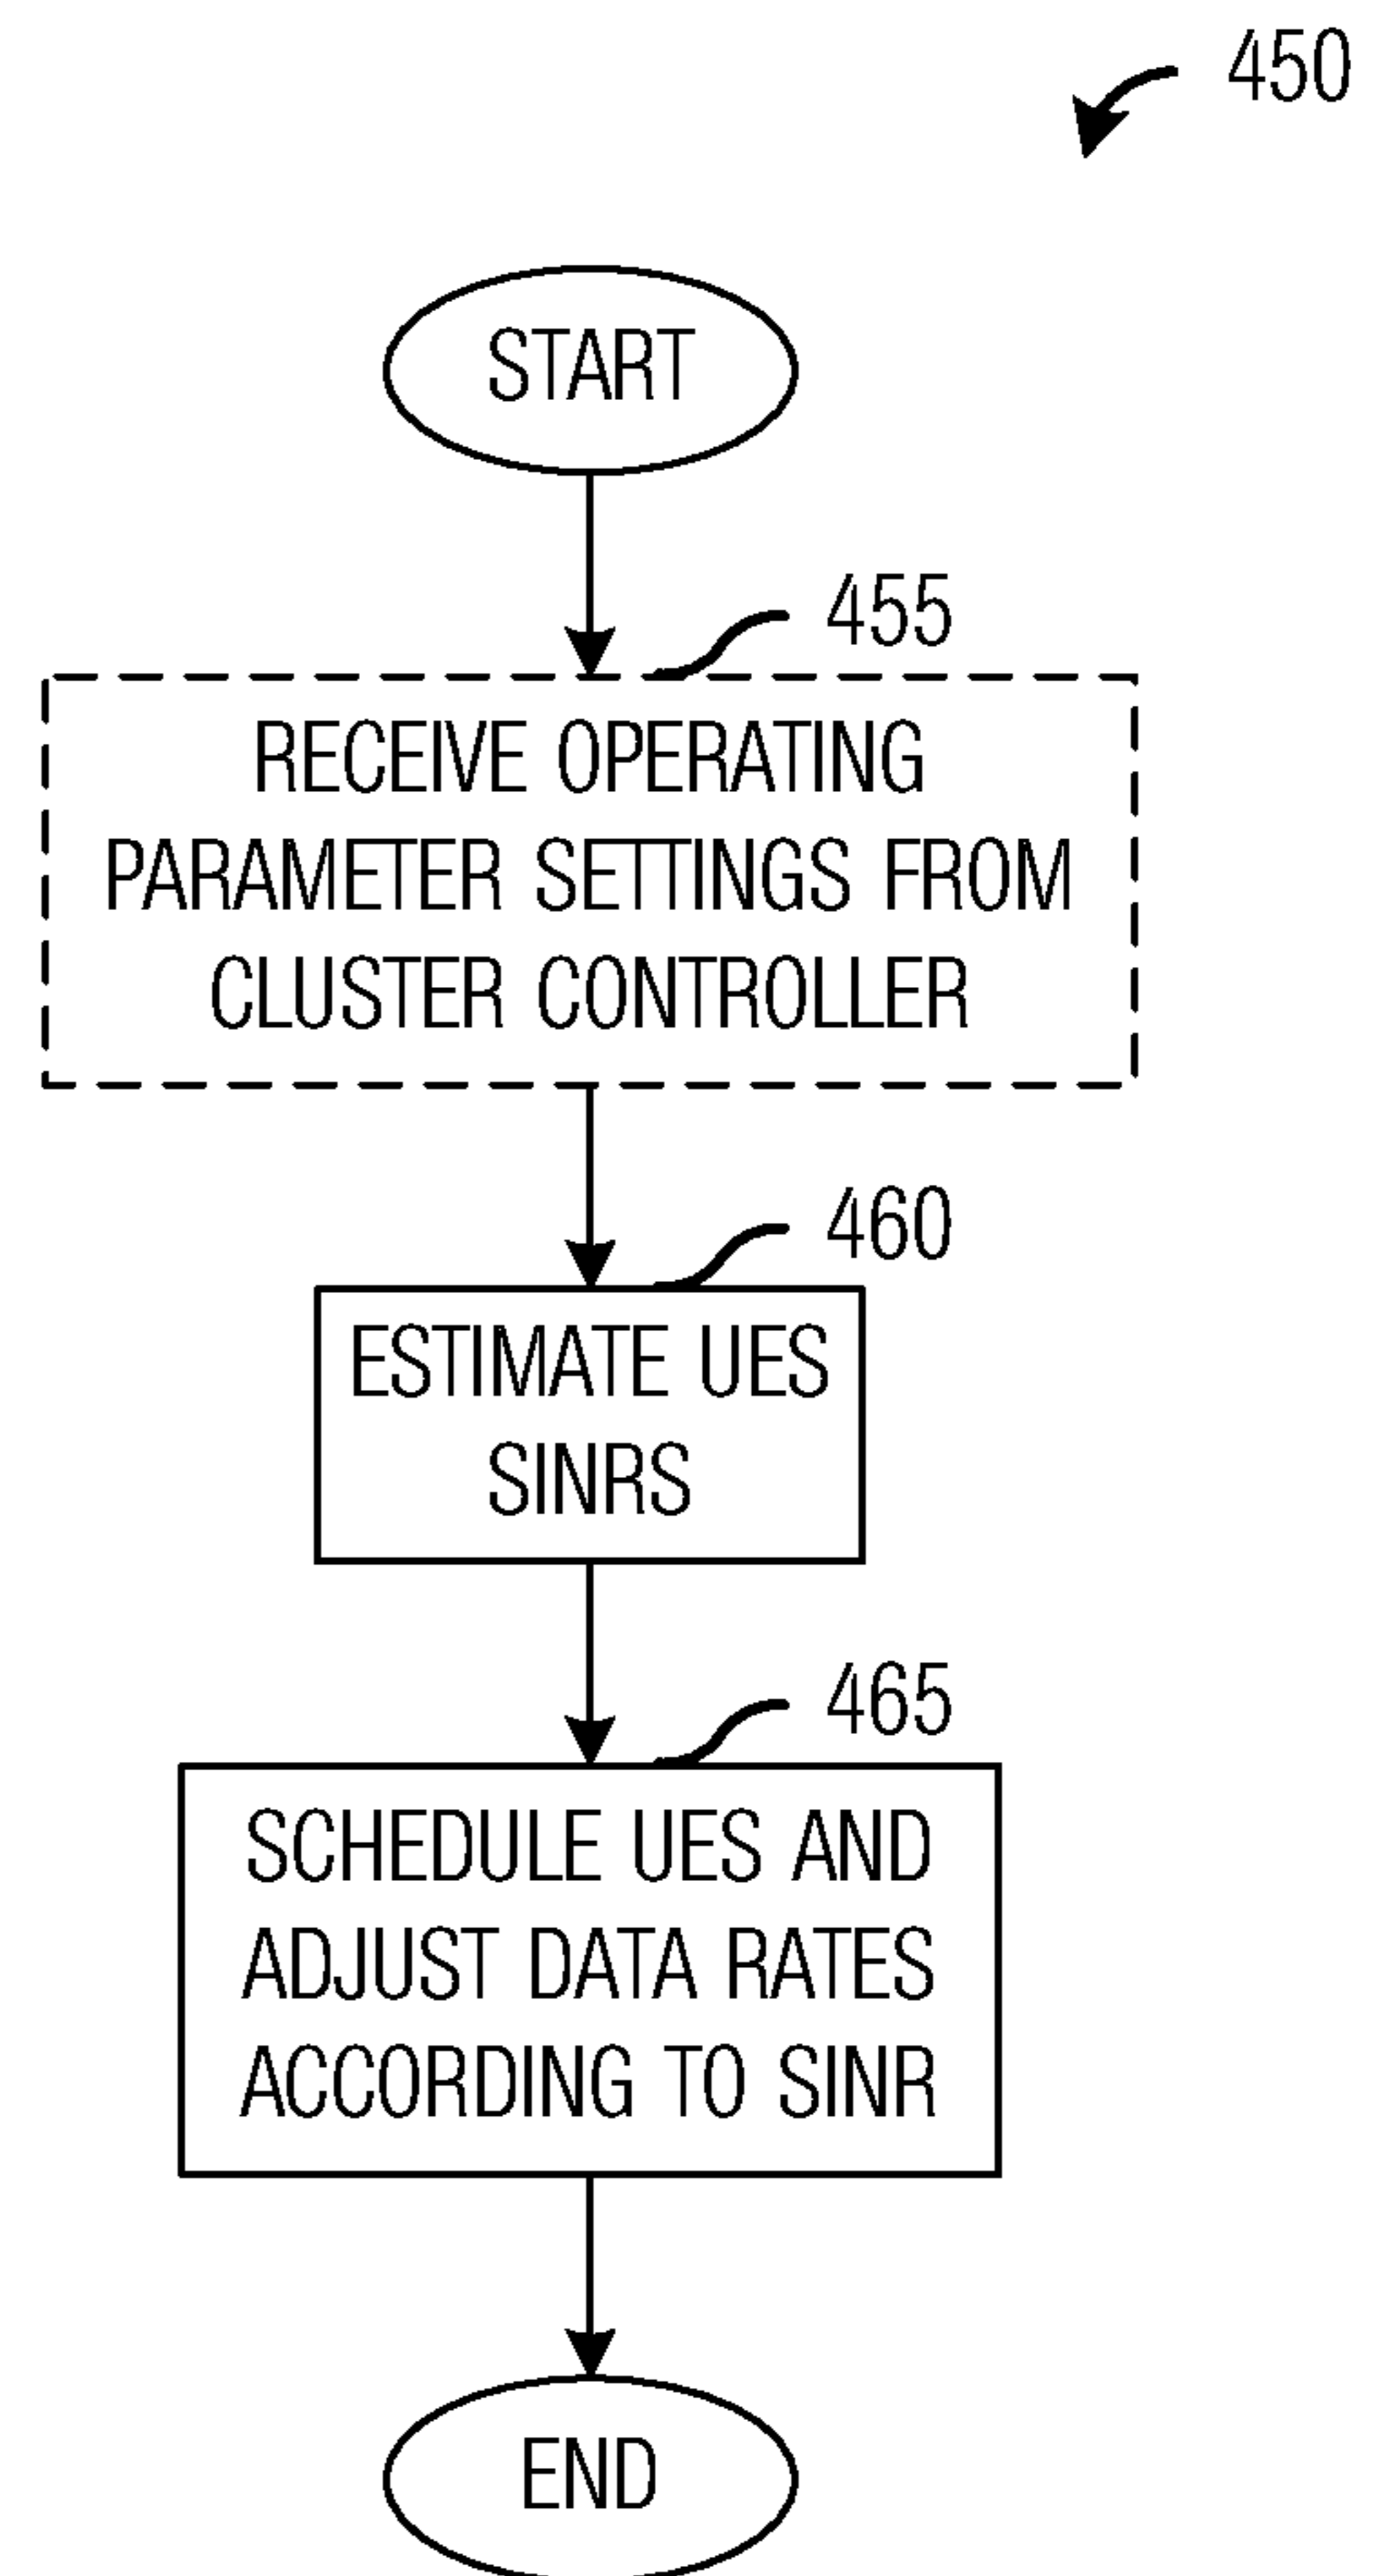 450
START
455
RECEIVE OPERATING
PARAMETER SETTINGS FROM
CLUSTER CONTROLLER
460
ESTIMATE UES
SINRS
465
SCHEDULE UES AND
ADJUST DATA RATES
ACCORDING TO SINR
END